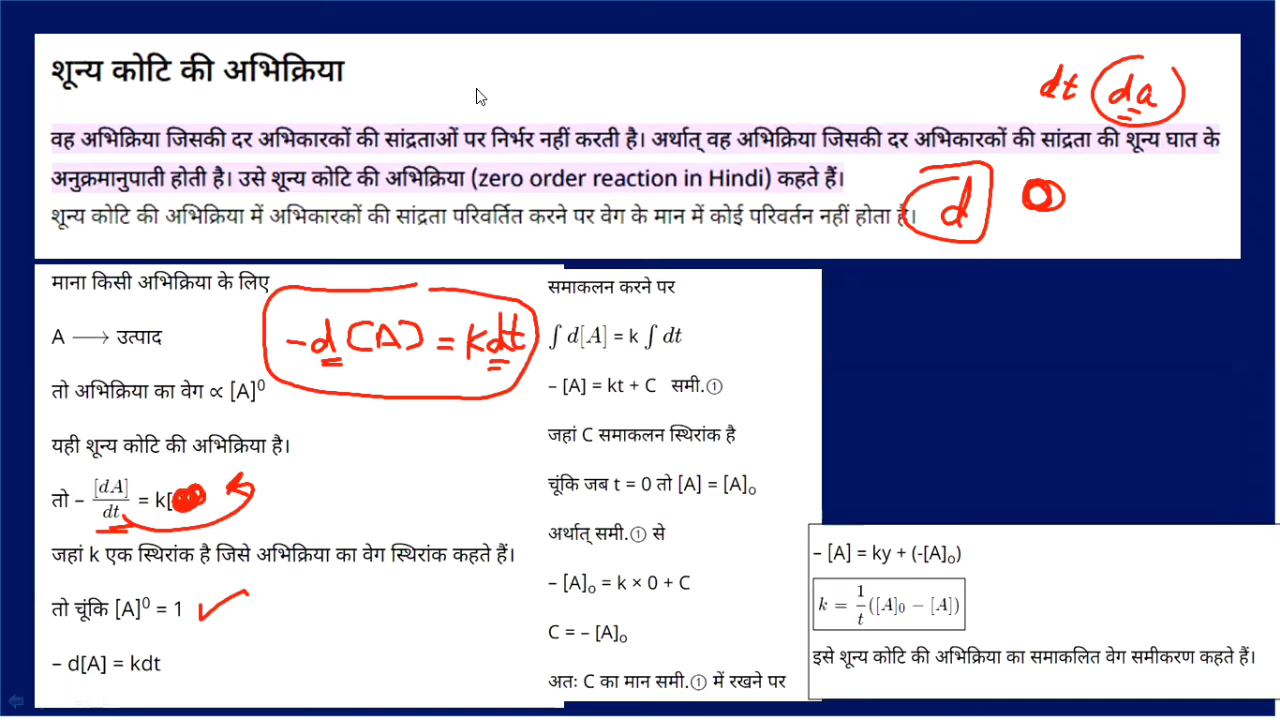 शून्य कोटि की अभिक्रिया
dt da
वह अभिक्रिया जिसकी दर अभिकारकों की सांद्रताओं पर निर्भर नहीं करती है। अर्थात् वह अभिक्रिया जिसकी दर अभिकारकों की सांद्रता की शून्य घात के
अनुक्रमानुपाती होती है। उसे शून्य कोटि की अभिक्रिया (zero order reaction in Hindi) कहते हैं।
शून्य कोटि की अभिक्रिया में अभिकारकों की सांद्रता परिवर्तित करने पर वेग के मान में कोई परिवर्तन नहीं होता है।
d
माना किसी अभिक्रिया के लिए
A ⟶ उत्पाद
-d[A] = kdt
तो अभिक्रिया का वेग ∝ [A]⁰
यही शून्य कोटि की अभिक्रिया है।
तो – [dA]/dt = k[
जहां k एक स्थिरांक है जिसे अभिक्रिया का वेग स्थिरांक कहते हैं।
तो चूंकि [A]⁰ = 1
– d[A] = kdt
समाकलन करने पर
∫ d[A] = k ∫ dt
– [A] = kt + C समी.①
जहां C समाकलन स्थिरांक है
चूंकि जब t = 0 तो [A] = [A]₀
अर्थात् समी.① से
– [A]₀ = k × 0 + C
C = – [A]₀
अतः C का मान समी.① में रखने पर
– [A] = ky + (-[A]₀)
k = 1/t ([A]₀ − [A])
इसे शून्य कोटि की अभिक्रिया का समाकलित वेग समीकरण कहते हैं।